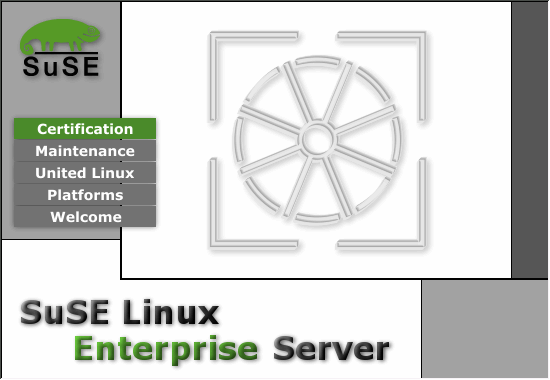 SuSE
Certification
Maintenance
United Linux
Platforms
Welcome
SuSE Linux
Enterprise Server